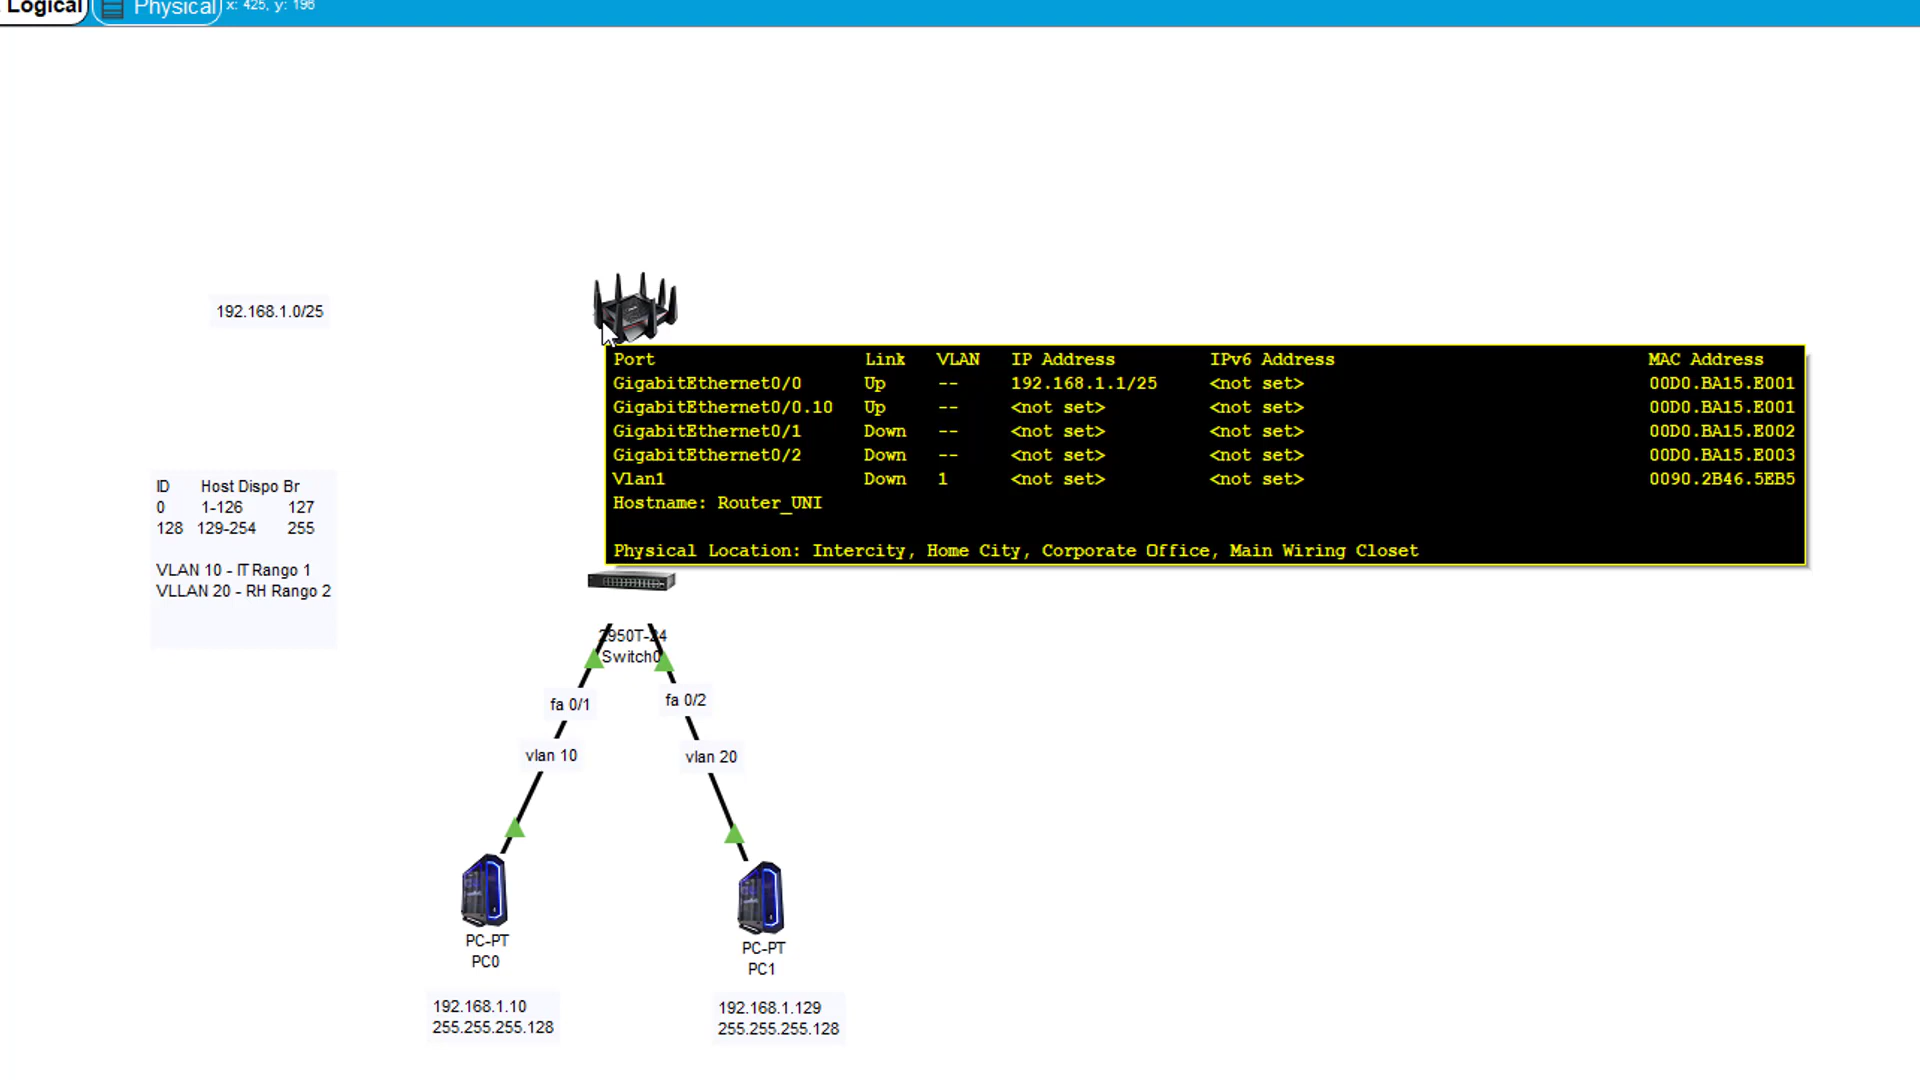 Logical Physical x: 425, y: 196
192.168.1.0/25
Port Link VLAN IP Address IPv6 Address MAC Address
GigabitEthernet0/0 Up -- 192.168.1.1/25 <not set> 00D0.BA15.E001
GigabitEthernet0/0.10 Up -- <not set> <not set> 00D0.BA15.E001
GigabitEthernet0/1 Down -- <not set> <not set> 00D0.BA15.E002
GigabitEthernet0/2 Down -- <not set> <not set> 00D0.BA15.E003
Vlan1 Down 1 <not set> <not set> 0090.2B46.5EB5
Hostname: Router_UNI
Physical Location: Intercity, Home City, Corporate Office, Main Wiring Closet
ID Host Dispo Br
0 1-126 127
128 129-254 255
VLAN 10 - IT Rango 1
VLLAN 20 - RH Rango 2
2950T-24
Switch0
fa 0/1
fa 0/2
vlan 10
vlan 20
PC-PT
PC0
PC-PT
PC1
192.168.1.10
255.255.255.128
192.168.1.129
255.255.255.128